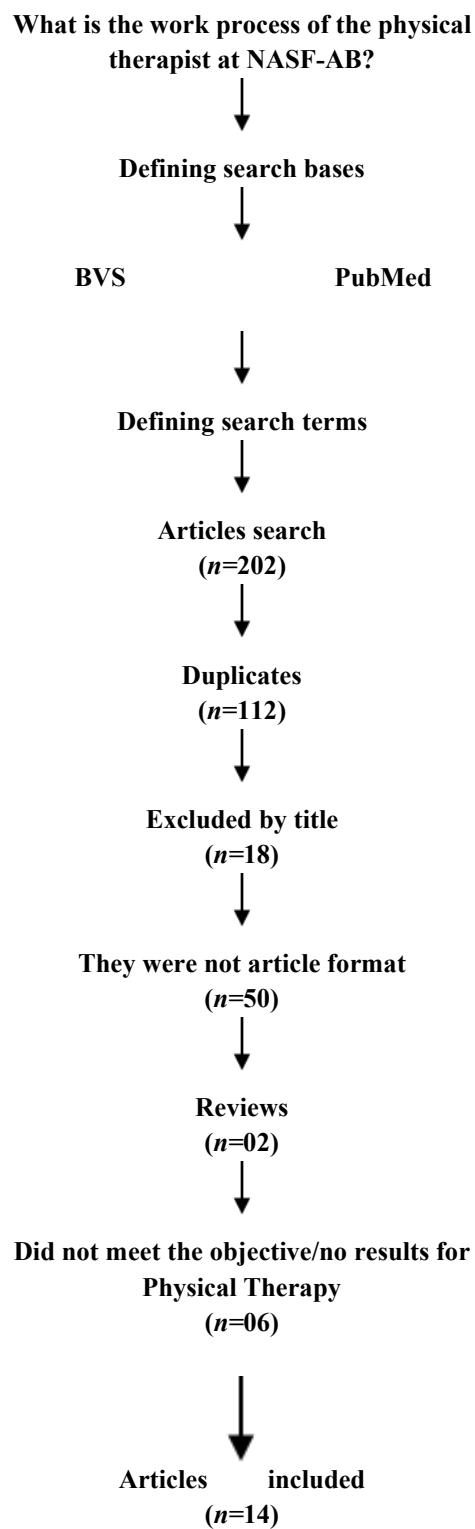 What is the work process of the physical
therapist at NASF-AB?
Defining search bases
BVS PubMed
Defining search terms
Articles search
(n=202)
Duplicates
(n=112)
Excluded by title
(n=18)
They were not article format
(n=50)
Reviews
(n=02)
Did not meet the objective/no results for
Physical Therapy
(n=06)
Articles included
(n=14)